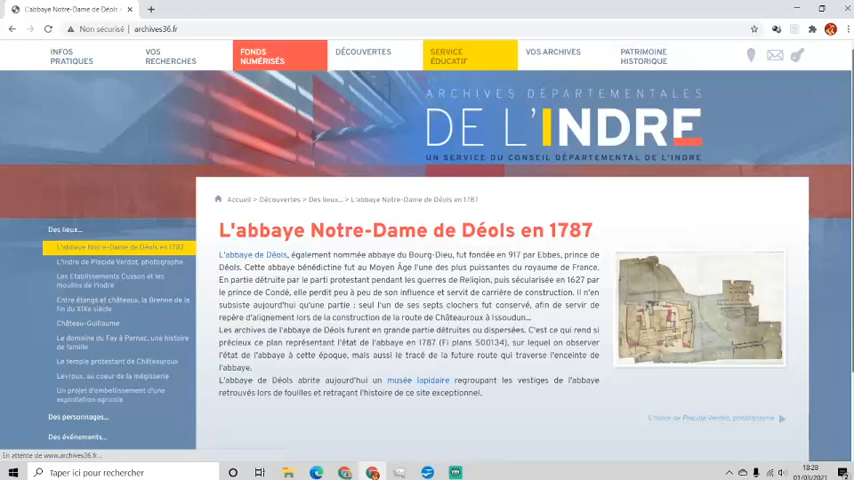 L'abbaye Notre-Dame de Déols
Non sécurisé | archives36.fr
INFOS
PRATIQUES
VOS
RECHERCHES
FONDS
NUMÉRISÉS
DÉCOUVERTES
SERVICE
ÉDUCATIF
VOS ARCHIVES
PATRIMOINE
HISTORIQUE
ARCHIVES DÉPARTEMENTALES
DE L'INDRE
UN SERVICE DU CONSEIL DÉPARTEMENTAL DE L'INDRE
Accueil > Découvertes > Des lieux... > L'abbaye Notre-Dame de Déols en 1787
Des lieux...
L'abbaye Notre-Dame de Déols en 1787
L'Indre de Placide Verdot, photographe
Les Etablissements Cusson et les
moulins de l'Indre
Entre étangs et châteaux, la Brenne de la
fin du XIXe siècle
Château-Guillaume
Le domaine du Fay à Parnac, une histoire
de famille
Le temple protestant de Châteauroux
Levroux, au coeur de la mégisserie
Un projet d'embellissement d'une
exploitation agricole
Des personnages...
Des événements...
L'abbaye Notre-Dame de Déols en 1787
L'abbaye de Déols, également nommée abbaye du Bourg-Dieu, fut fondée en 917 par Ebbes, prince de
Déols. Cette abbaye bénédictine fut au Moyen Âge l'une des plus puissantes du royaume de France.
En partie détruite par le parti protestant pendant les guerres de Religion, puis sécularisée en 1627 par
le prince de Condé, elle perdit peu à peu de son influence et servit de carrière de construction. Il n'en
subsiste aujourd'hui qu'une partie : seul l'un de ses septs clochers fut conservé, afin de servir de
repère d'alignement lors de la construction de la route de Châteauroux à Issoudun...
Les archives de l'abbaye de Déols furent en grande partie détruites ou dispersées. C'est ce qui rend si
précieux ce plan représentant l'état de l'abbaye en 1787 (Fi plans 500134), sur lequel on observer
l'état de l'abbaye à cette époque, mais aussi le tracé de la future route qui traverse l'enceinte de
l'abbaye.
L'abbaye de Déols abrite aujourd'hui un musée lapidaire regroupant les vestiges de l'abbaye
retrouvés lors de fouilles et retraçant l'histoire de ce site exceptionnel.
L'Indre de Placide Verdot, photographe
En attente de www.archives36.fr...
Taper ici pour rechercher
18:28
01/03/2021